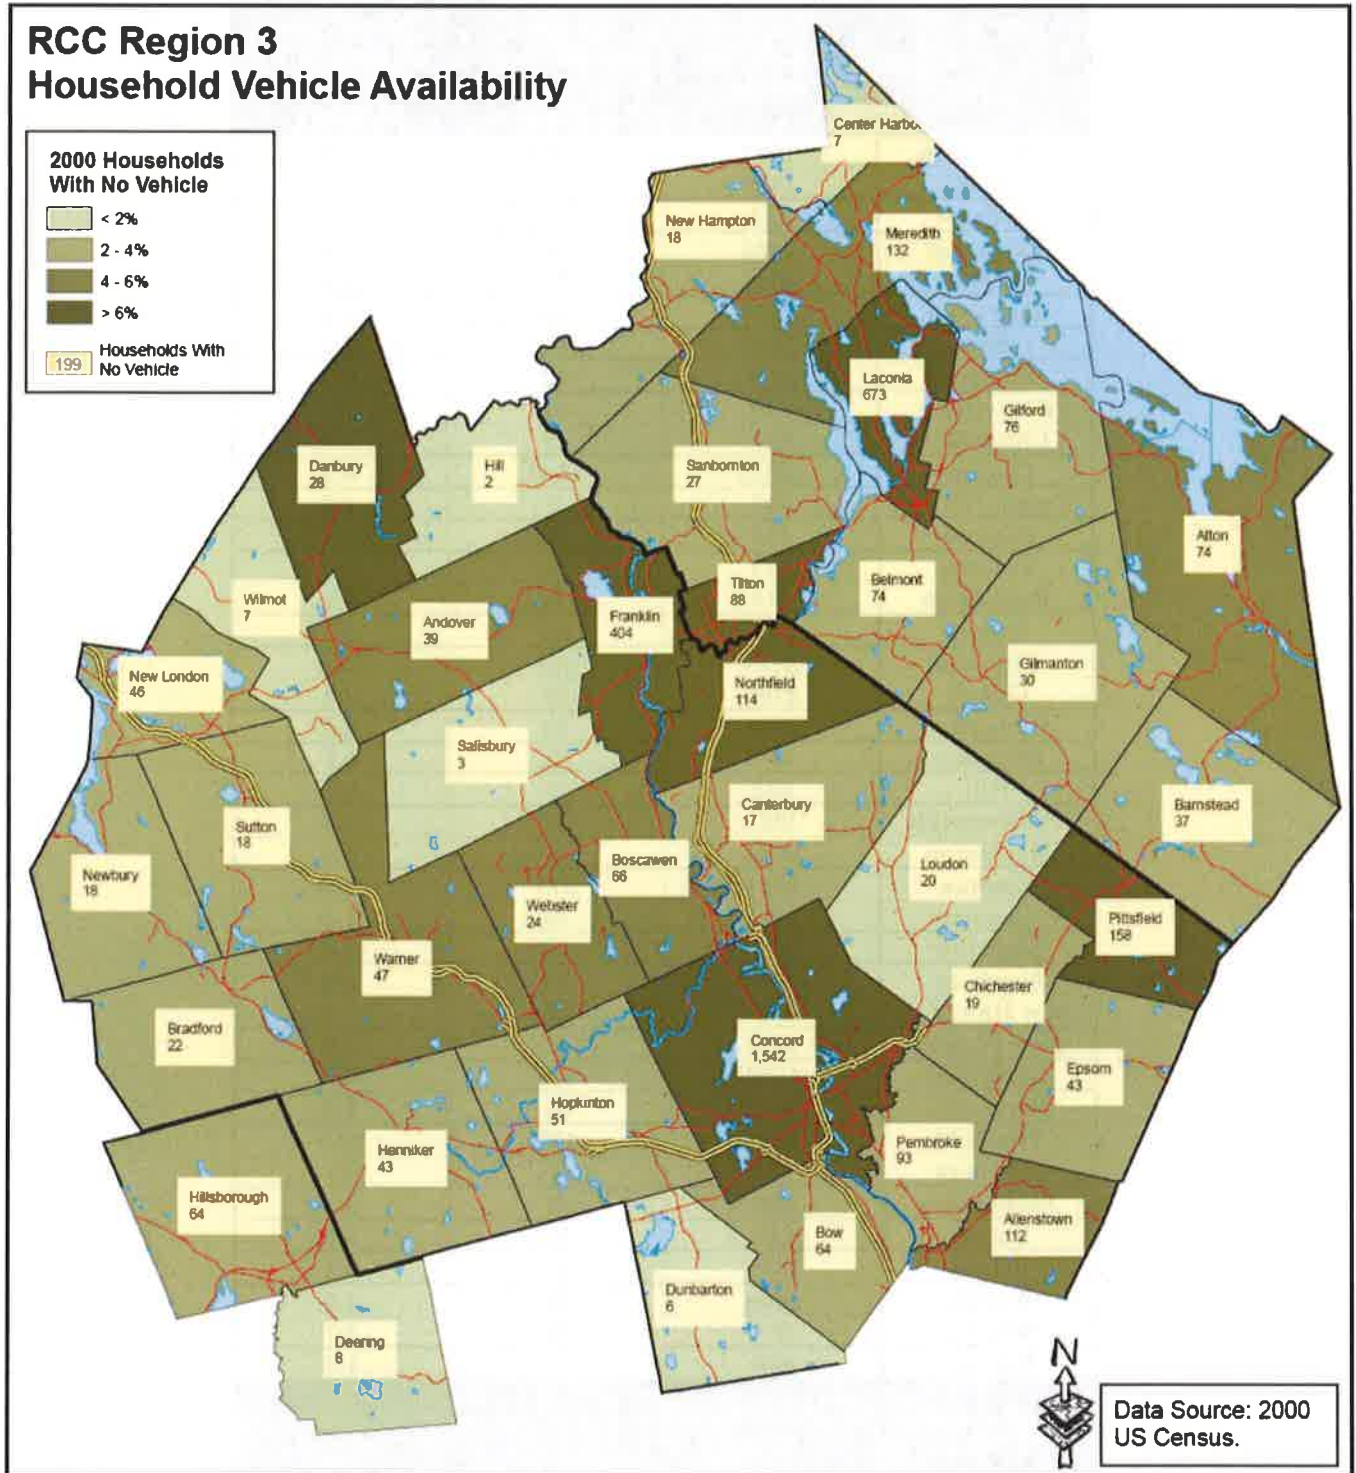 RCC Region 3
Household Vehicle Availability
2000 Households
With No Vehicle
< 2%
2 - 4%
4 - 6%
> 6%
199
Households With
No Vehicle
Center Harbo
7
New Hampton
18
Meredith
132
Laconia
673
Gilford
76
Danbury
28
Hill
2
Sanbornton
27
Alton
74
Wilmot
7
Andover
39
Franklin
404
Tilton
88
Belmont
74
New London
46
Northfield
114
Gilmanton
30
Salisbury
3
Sutton
18
Canterbury
17
Barnstead
37
Newbury
18
Boscawen
66
Loudon
20
Webster
24
Pittsfield
158
Warner
47
Chichester
19
Bradford
22
Concord
1,542
Epsom
43
Hopkinton
51
Henniker
43
Pembroke
93
Hillsborough
64
Bow
64
Allenstown
112
Dunbarton
6
Deering
8
N
Data Source: 2000
US Census.